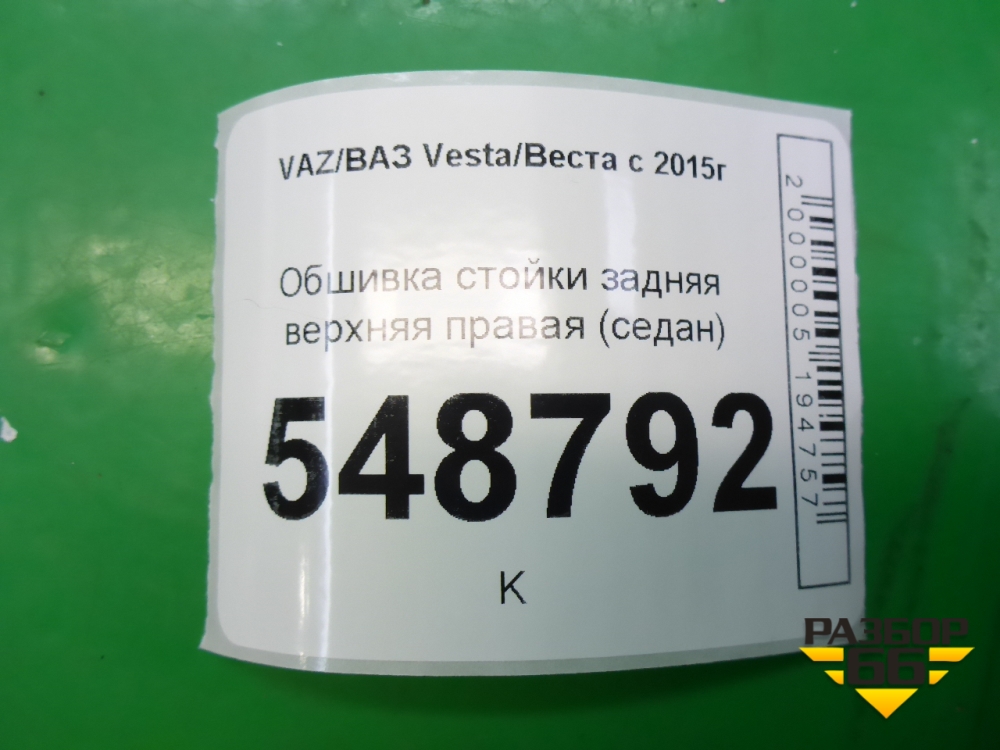 VAZ/ВАЗ Vesta/Веста с 2015г
Обшивка стойки задняя
верхняя правая (седан)
548792
К
2000005194757
РАЗБОР
66